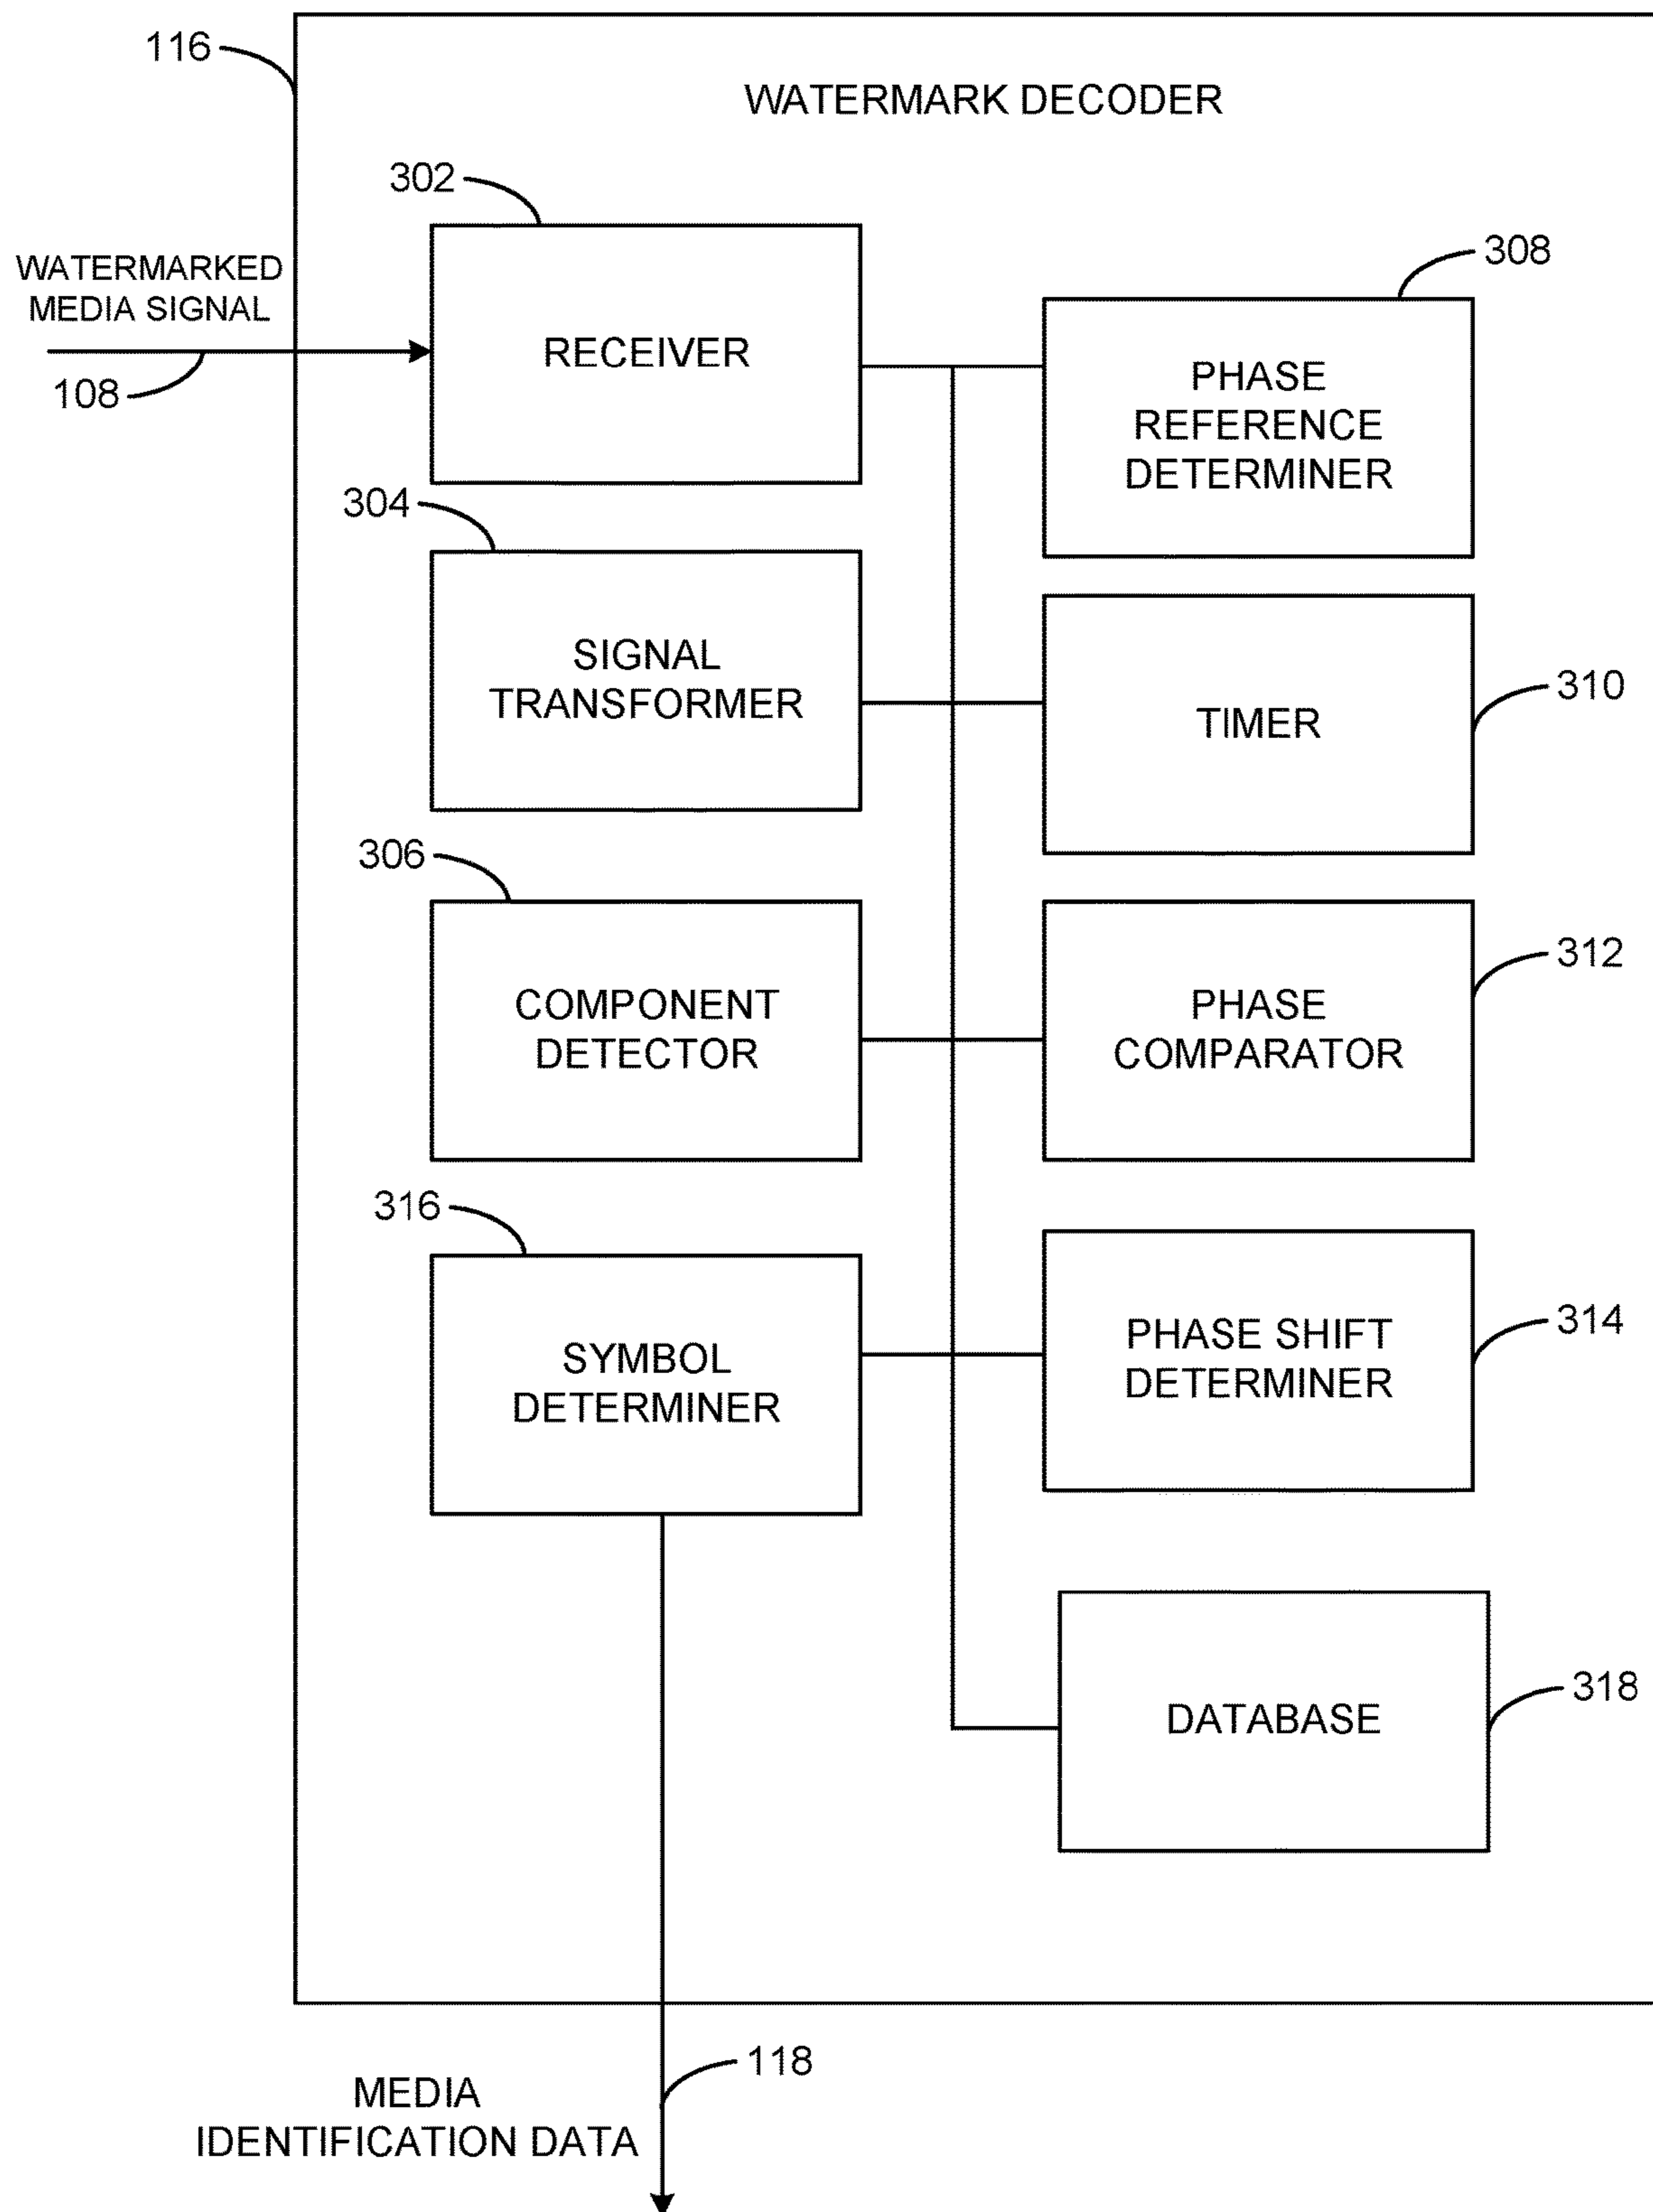 116
WATERMARK DECODER
302
308
WATERMARKED
MEDIA SIGNAL
108
RECEIVER
PHASE
REFERENCE
DETERMINER
304
SIGNAL
TRANSFORMER
310
TIMER
306
COMPONENT
DETECTOR
312
PHASE
COMPARATOR
316
SYMBOL
DETERMINER
314
PHASE SHIFT
DETERMINER
318
DATABASE
118
MEDIA
IDENTIFICATION DATA